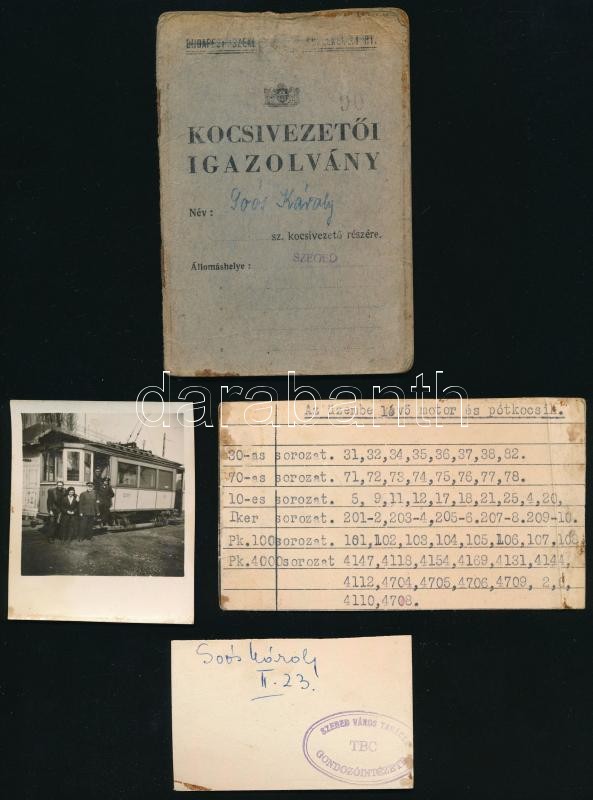 90
KOCSIVEZETŐI
IGAZOLVÁNY
Név: Soós Károly
sz. kocsivezető részére.
Állomáshelye: SZEGED
darabanth
Az üzembe lévő motor és pótkocsik.
30-as sorozat. 31,32,34,35,36,37,38,82.
70-as sorozat. 71,72,73,74,75,76,77,78.
10-es sorozat. 5, 9,11,12,17,18,21,25,4,20,
Iker sorozat. 201-2,203-4,205-6,207-8.209-10.
Pk.100 sorozat. 101,102,103,104,105,106,107,108
Pk.4000sorozat 4147,4118,4154,4169,4131,4144,
4112,4704,4705,4706,4709,
4110,4708.
Soós Károly
II.23.
SZEGED VÁROS
TBC
GONDOZÓINTÉZETE